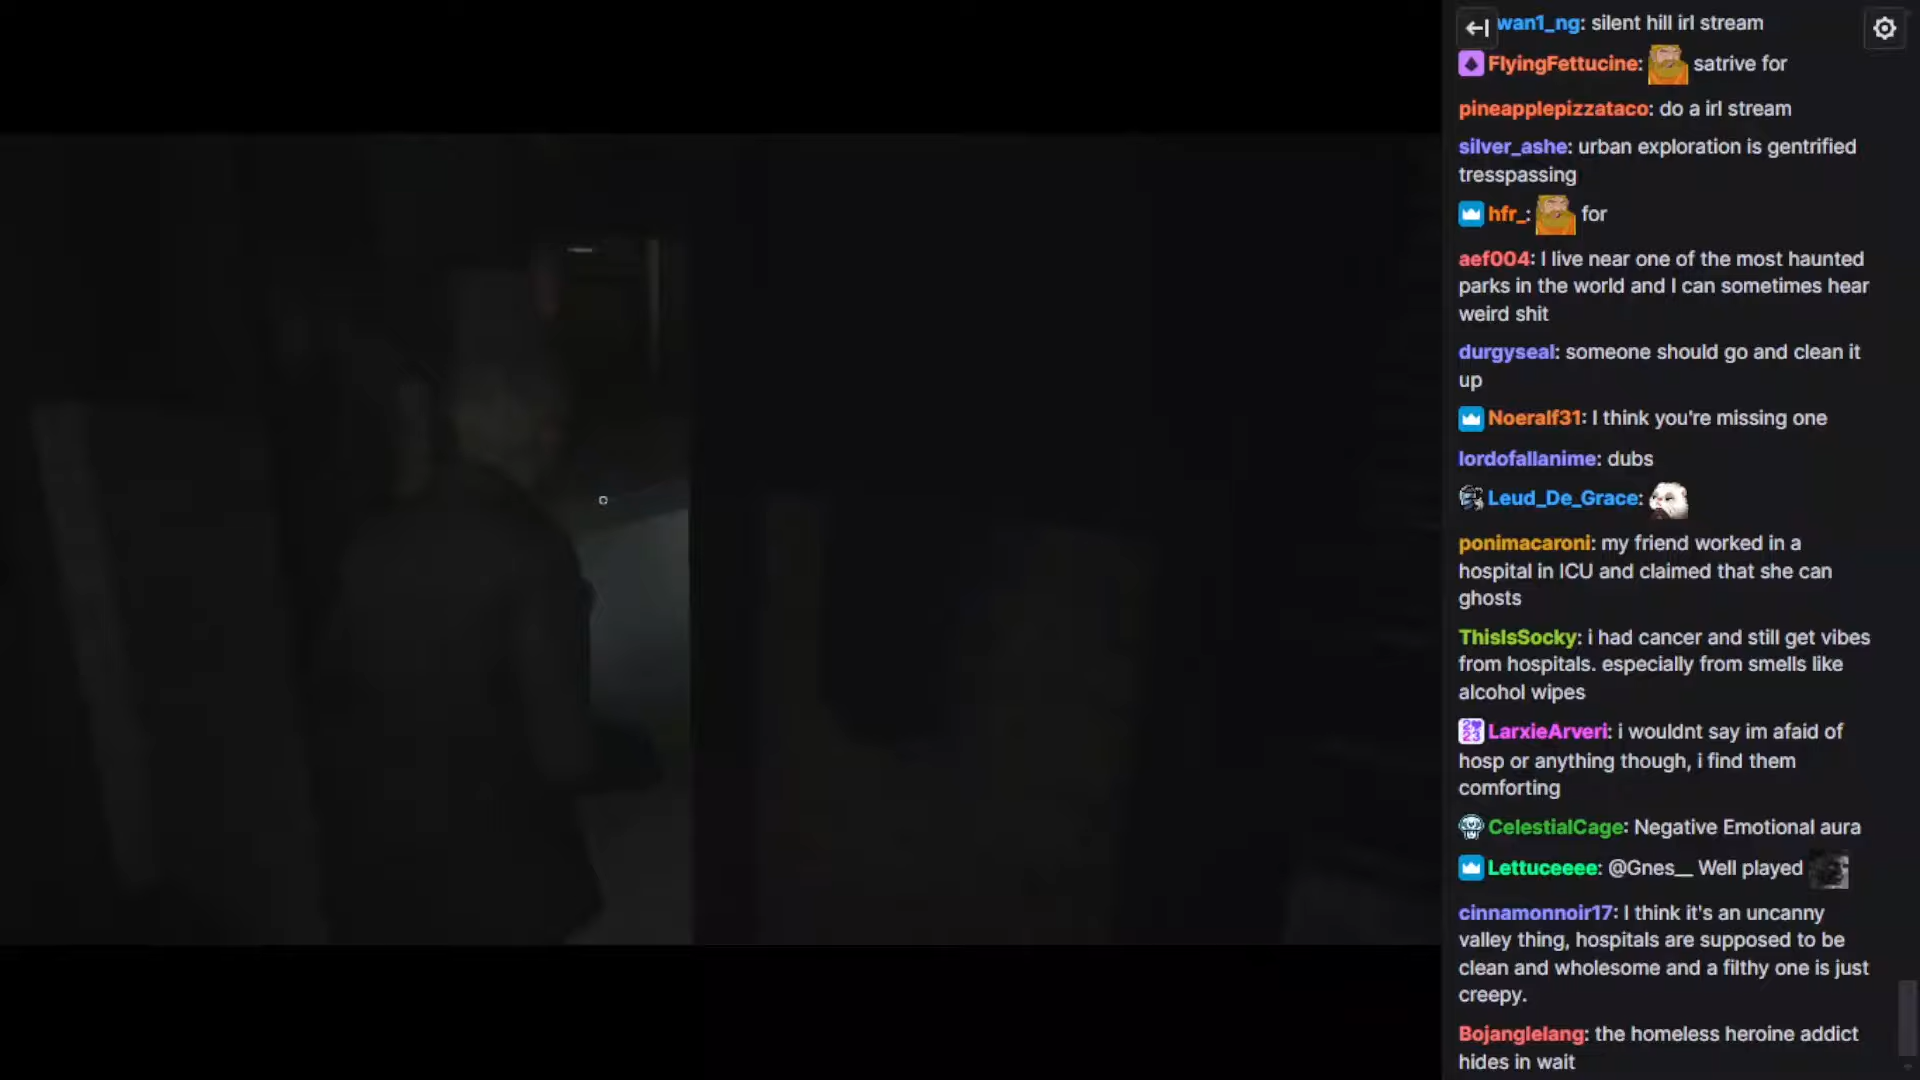 wan1_ng: silent hill irl stream
FlyingFettucine: satrive for
pineapplepizzataco: do a irl stream
silver_ashe: urban exploration is gentrified
tresspassing
hfr_: for
aef004: I live near one of the most haunted
parks in the world and I can sometimes hear
weird shit
durgyseal: someone should go and clean it
up
Noeralf31: I think you're missing one
lordofallanime: dubs
Leud_De_Grace:
ponimacaroni: my friend worked in a
hospital in ICU and claimed that she can
ghosts
ThisIsSocky: i had cancer and still get vibes
from hospitals. especially from smells like
alcohol wipes
LarxieArveri: i wouldnt say im afaid of
hosp or anything though, i find them
comforting
CelestialCage: Negative Emotional aura
Lettuceeee: @Gnes__ Well played
cinnamonnoir17: I think it's an uncanny
valley thing, hospitals are supposed to be
clean and wholesome and a filthy one is just
creepy.
Bojanglelang: the homeless heroine addict
hides in wait